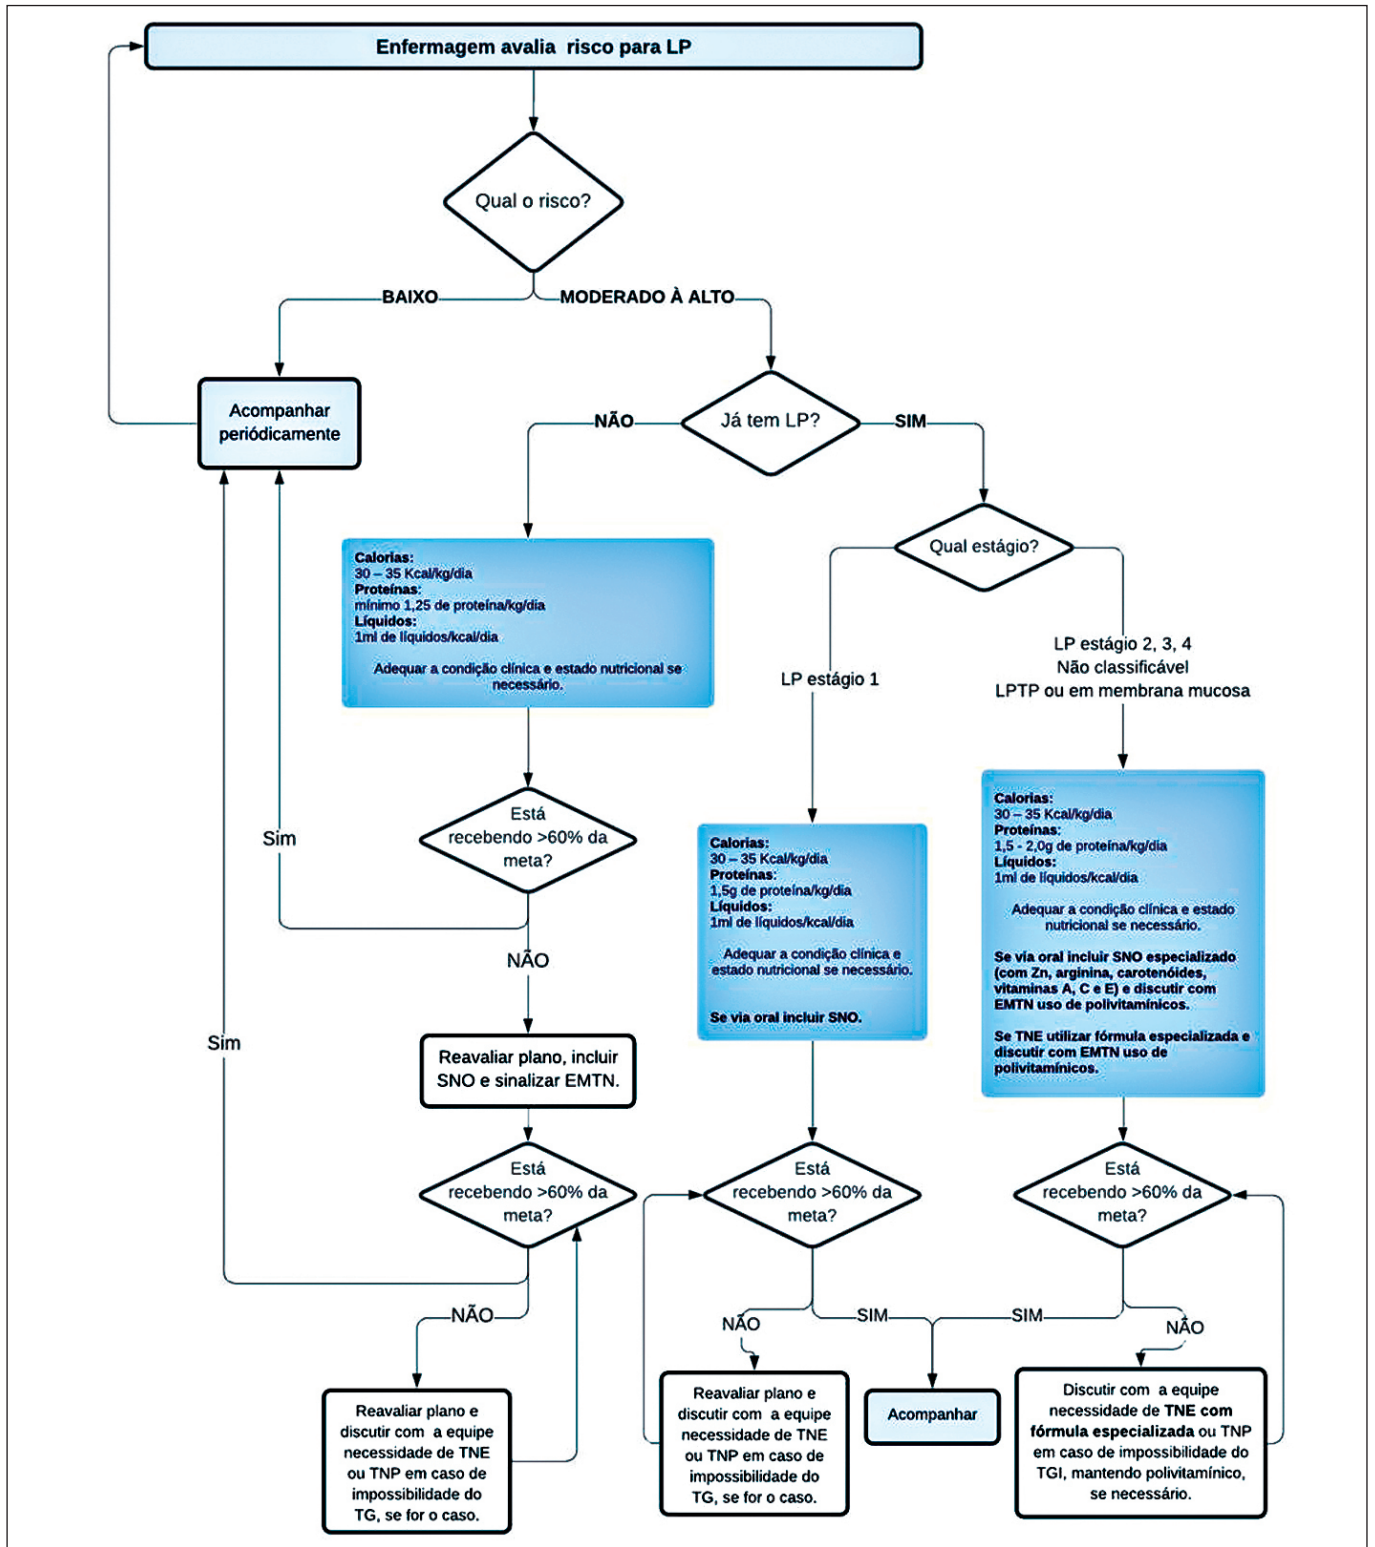 Enfermagem avalia risco para LP
Qual o risco?
BAIXO
MODERADO À ALTO
Acompanhar
periódicamente
NÃO
Já tem LP?
SIM
Qual estágio?
Calorias:
30 – 35 Kcal/kg/dia
Proteínas:
mínimo 1,25 de proteína/kg/dia
Líquidos:
1ml de líquidos/kcal/dia
Adequar a condição clínica e estado nutricional se
necessário.
LP estágio 1
LP estágio 2, 3, 4
Não classificável
LPTP ou em membrana mucosa
Está
recebendo >60% da
meta?
Sim
NÃO
Reavaliar plano, incluir
SNO e sinalizar EMTN.
Sim
Está
recebendo >60% da
meta?
NÃO
Reavaliar plano e
discutir com a equipe
necessidade de TNE
ou TNP em caso de
impossibilidade do
TG, se for o caso.
Calorias:
30 – 35 Kcal/kg/dia
Proteínas:
1,5g de proteína/kg/dia
Líquidos:
1ml de líquidos/kcal/dia
Adequar a condição clínica e
estado nutricional se necessário.
Se via oral incluir SNO.
Está
recebendo >60% da
meta?
NÃO
SIM
Reavaliar plano e
discutir com a equipe
necessidade de TNE
ou TNP em caso de
impossibilidade do
TG, se for o caso.
Acompanhar
Calorias:
30 – 35 Kcal/kg/dia
Proteínas:
1,5 - 2,0g de proteína/kg/dia
Líquidos:
1ml de líquidos/kcal/dia
Adequar a condição clínica e estado
nutricional se necessário.
Se via oral incluir SNO especializado
(com Zn, arginina, carotenóides,
vitaminas A, C e E) e discutir com
EMTN uso de polivitamínicos.
Se TNE utilizar fórmula especializada e
discutir com EMTN uso de
polivitamínicos.
Está
recebendo >60% da
meta?
SIM
NÃO
Discutir com a equipe
necessidade de TNE com
fórmula especializada ou TNP
em caso de impossibilidade do
TGI, mantendo polivitamínico,
se necessário.